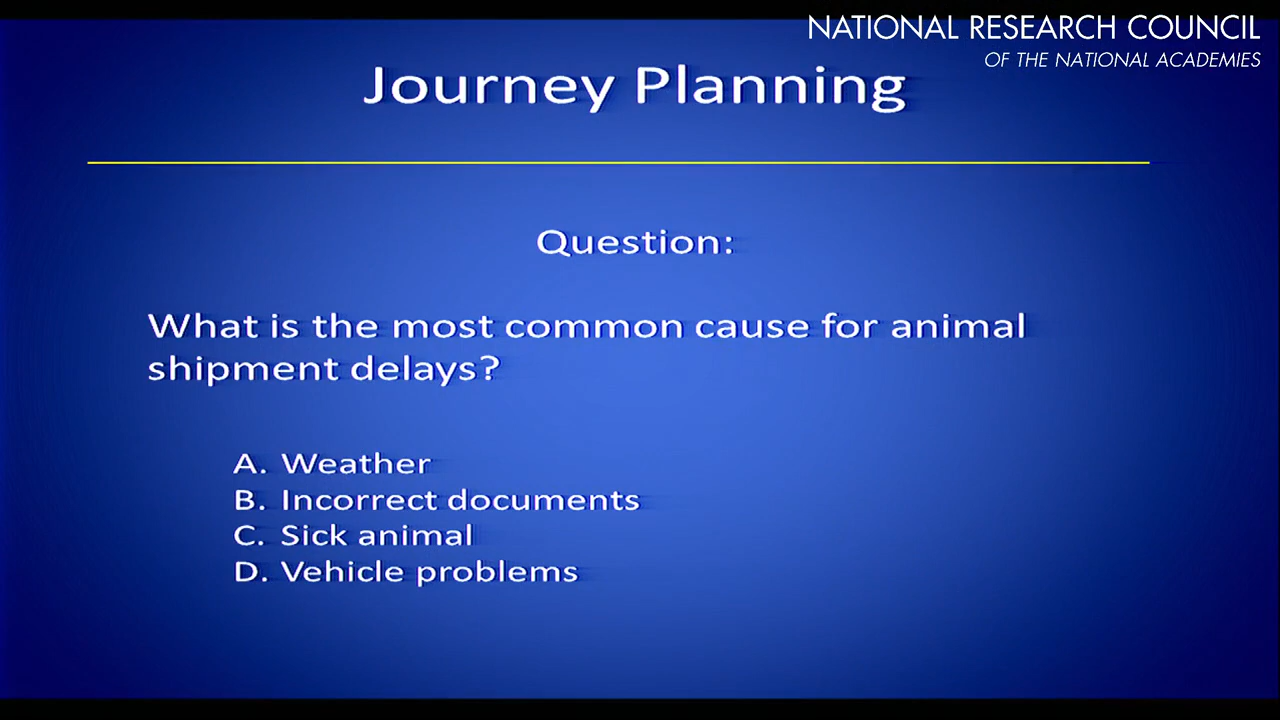 NATIONAL RESEARCH COUNCIL
OF THE NATIONAL ACADEMIES
Journey Planning
Question:
What is the most common cause for animal
shipment delays?
A. Weather
B. Incorrect documents
C. Sick animal
D. Vehicle problems